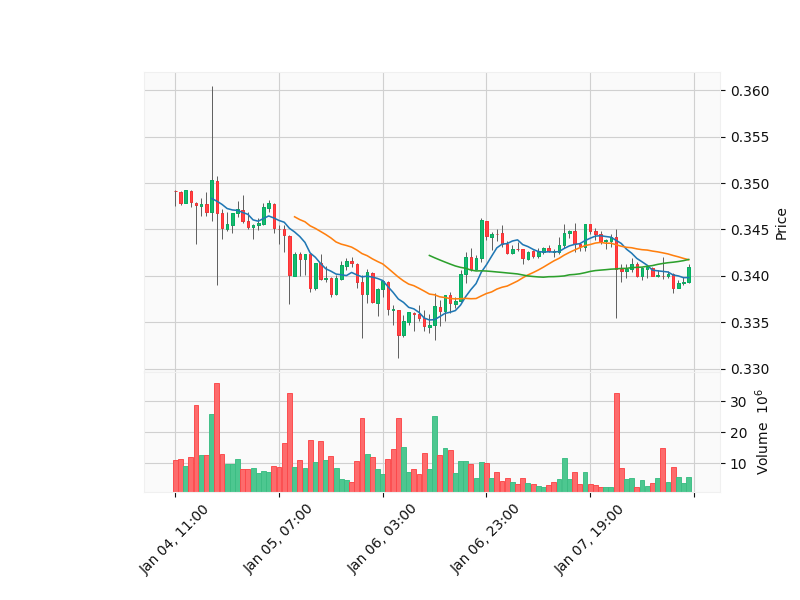 0.360
0.355
0.350
0.345
0.340
0.335
0.330
Price
30
20
10
Volume 10^6
Jan 04, 11:00
Jan 05, 07:00
Jan 06, 03:00
Jan 06, 23:00
Jan 07, 19:00